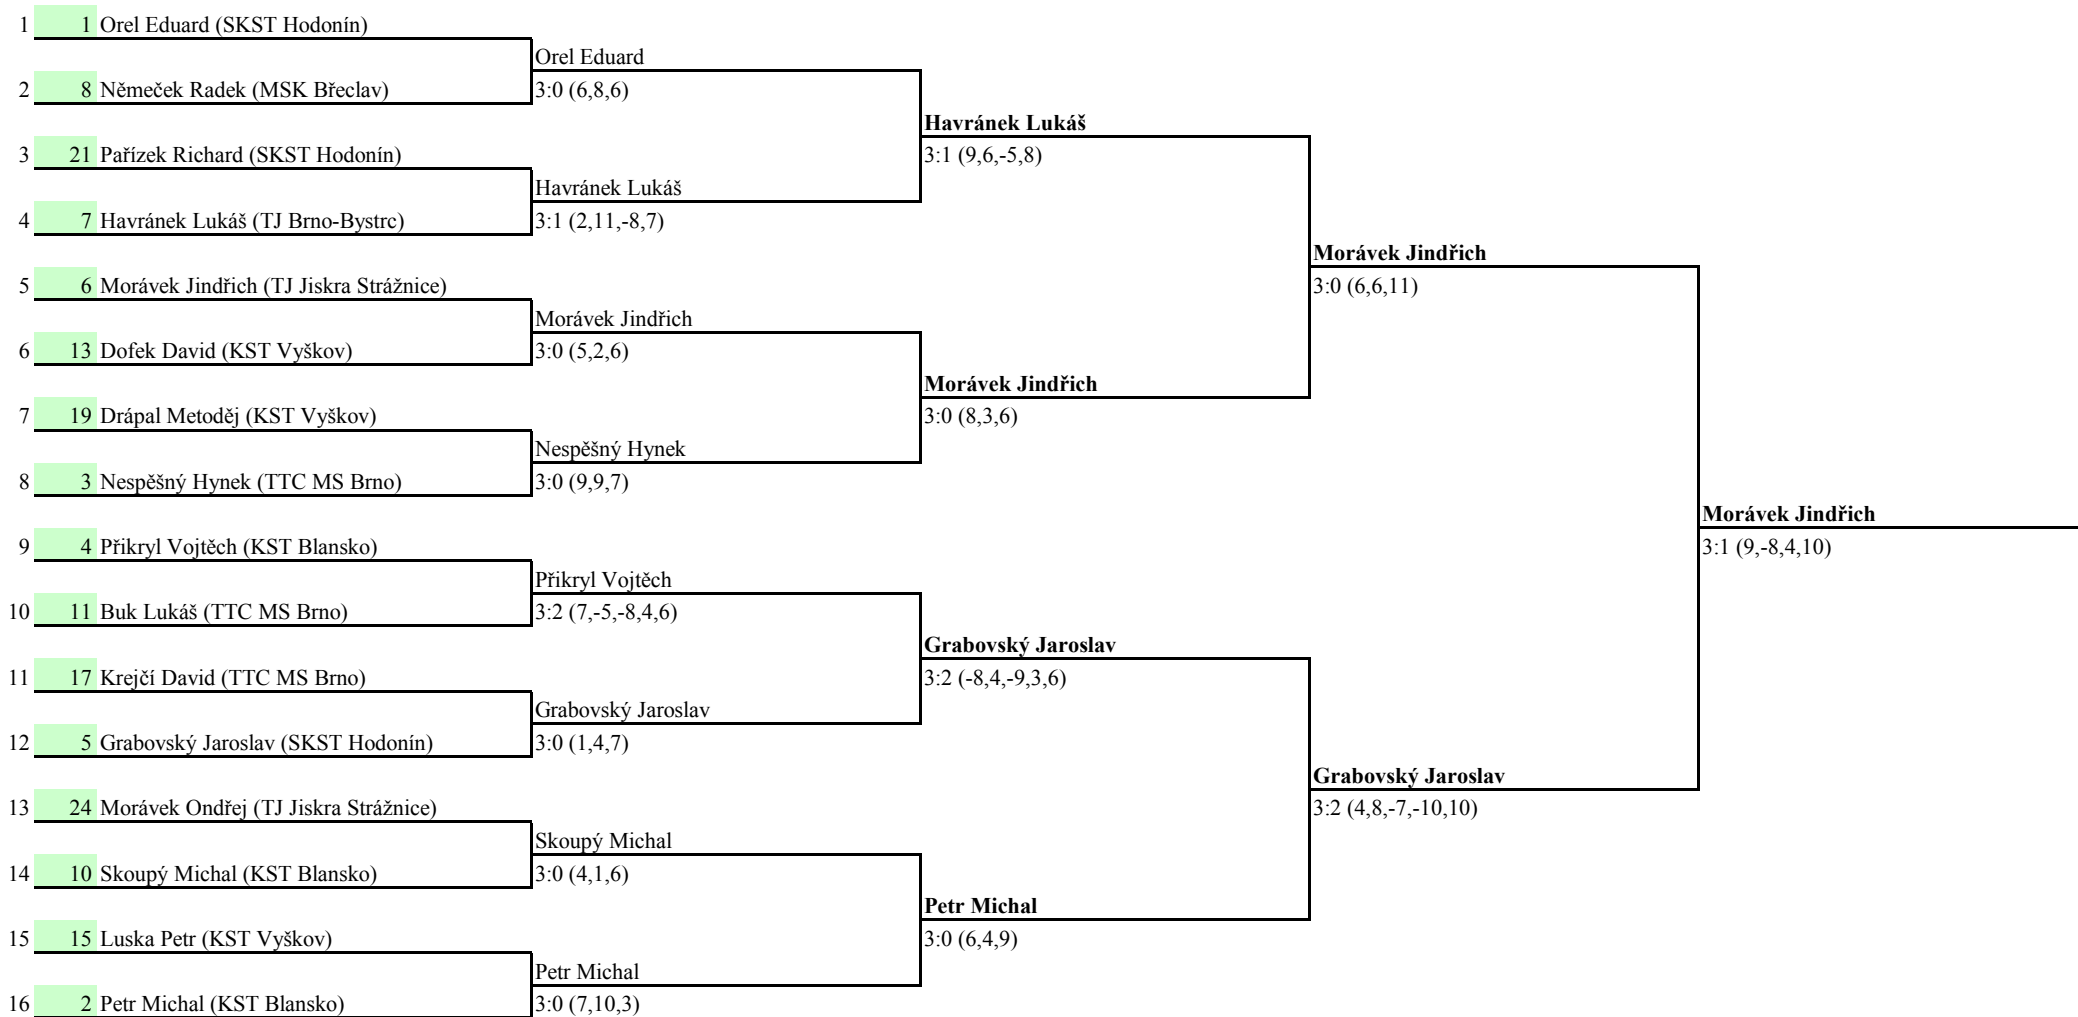 1 1 Orel Eduard (SKST Hodonín)
Orel Eduard
2 8 Němeček Radek (MSK Břeclav) 3:0 (6,8,6)
Havránek Lukáš
3 21 Pařízek Richard (SKST Hodonín) 3:1 (9,6,-5,8)
Havránek Lukáš
4 7 Havránek Lukáš (TJ Brno-Bystrc) 3:1 (2,11,-8,7)
Morávek Jindřich
5 6 Morávek Jindřich (TJ Jiskra Strážnice) 3:0 (6,6,11)
Morávek Jindřich
6 13 Dofek David (KST Vyškov) 3:0 (5,2,6)
Morávek Jindřich
7 19 Drápal Metoděj (KST Vyškov) 3:0 (8,3,6)
Nespěšný Hynek
8 3 Nespěšný Hynek (TTC MS Brno) 3:0 (9,9,7)
Morávek Jindřich
9 4 Přikryl Vojtěch (KST Blansko) 3:1 (9,-8,4,10)
Přikryl Vojtěch
10 11 Buk Lukáš (TTC MS Brno) 3:2 (7,-5,-8,4,6)
Grabovský Jaroslav
11 17 Krejčí David (TTC MS Brno) 3:2 (-8,4,-9,3,6)
Grabovský Jaroslav
12 5 Grabovský Jaroslav (SKST Hodonín) 3:0 (1,4,7)
Grabovský Jaroslav
13 24 Morávek Ondřej (TJ Jiskra Strážnice) 3:2 (4,8,-7,-10,10)
Skoupý Michal
14 10 Skoupý Michal (KST Blansko) 3:0 (4,1,6)
Petr Michal
15 15 Luska Petr (KST Vyškov) 3:0 (6,4,9)
Petr Michal
16 2 Petr Michal (KST Blansko) 3:0 (7,10,3)